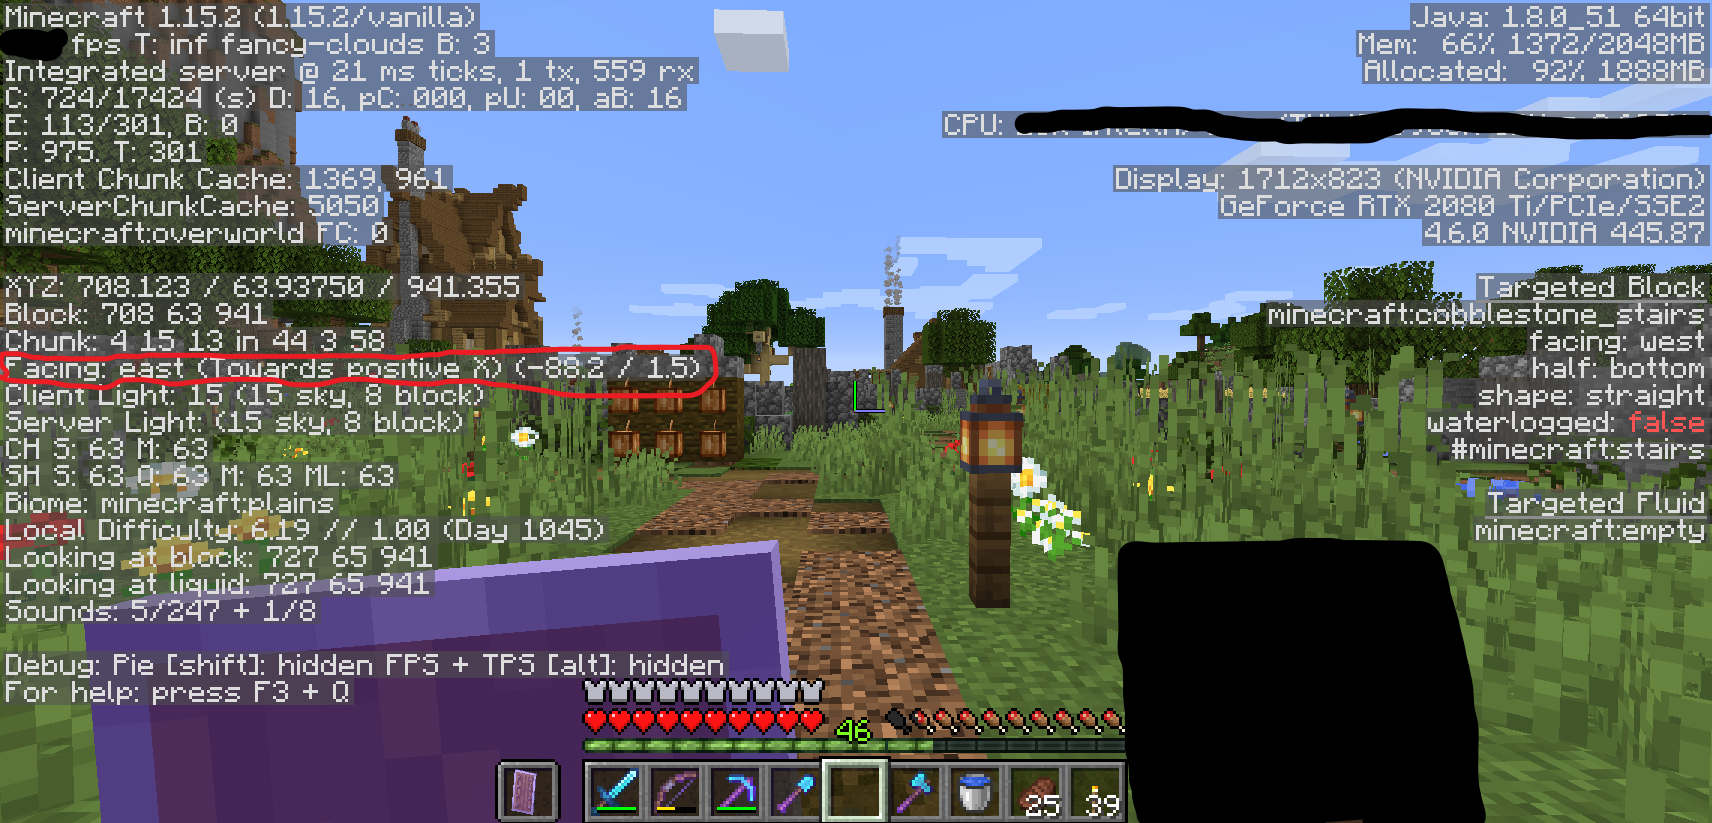 Minecraft 1.15.2 (1.15.2/vanilla)
fps T: inf fancy-clouds B: 3
Integrated server @ 21 ms ticks, 1 tx, 559 rx
C: 724/17424 (s) D: 16, pC: 000, pU: 00, aB: 16
E: 113/301, B: 0
P: 975. T: 301
Client Chunk Cache: 1369, 961
ServerChunkCache: 5050
minecraft:overworld FC: 0
XYZ: 708.123 / 63.93750 / 941.355
Block: 708 63 941
Chunk: 4 15 13 in 44 3 58
Facing: east (Towards positive X) (-88.2 / 1.5)
Client Light: 15 (15 sky, 8 block)
Server Light: (15 sky, 8 block)
CH S: 63 M: 63
SH S: 63 O: 63 M: 63 ML: 63
Biome: minecraft:plains
Local Difficulty: 6.19 // 1.00 (Day 1045)
Looking at block: 727 65 941
Looking at liquid: 727 65 941
Sounds: 5/247 + 1/8
Debug: Pie [shift]: hidden FPS + TPS [alt]: hidden
For help: press F3 + Q
Java: 1.8.0_51 64bit
Mem: 66% 1372/2048MB
Allocated: 92% 1888MB
CPU:
Display: 1712x823 (NVIDIA Corporation)
GeForce RTX 2080 Ti/PCIe/SSE2
4.6.0 NVIDIA 445.87
Targeted Block
minecraft:cobblestone_stairs
facing: west
half: bottom
shape: straight
waterlogged: false
#minecraft:stairs
Targeted Fluid
minecraft:empty
46
25
39